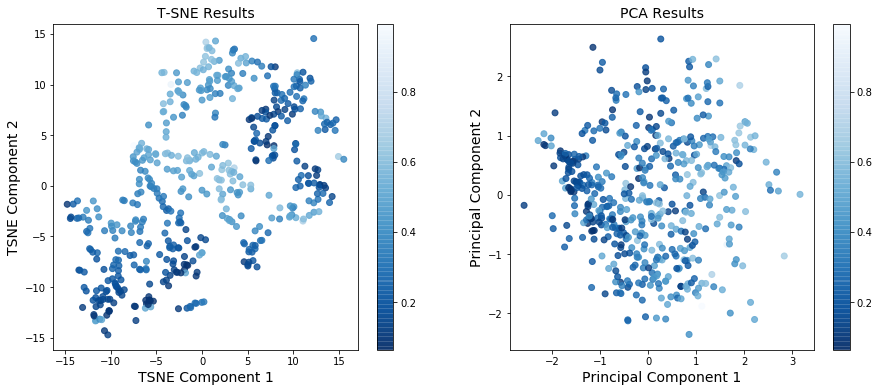 T-SNE Results
TSNE Component 2
15
10
5
0
−5
−10
−15
−15 −10 −5 0 5 10 15
TSNE Component 1
0.8
0.6
0.4
0.2
PCA Results
Principal Component 2
2
1
0
−1
−2
−2 −1 0 1 2 3
Principal Component 1
0.8
0.6
0.4
0.2